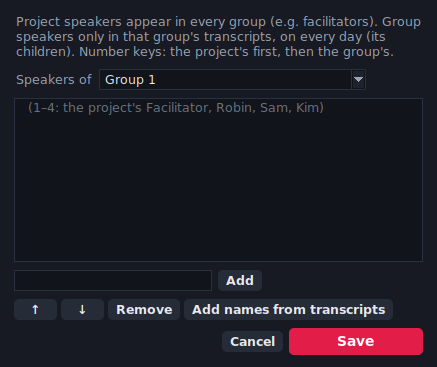 Project speakers appear in every group (e.g. facilitators). Group
speakers only in that group's transcripts, on every day (its
children). Number keys: the project's first, then the group's.
Speakers of Group 1
(1–4: the project's Facilitator, Robin, Sam, Kim)
Add
↑ ↓ Remove Add names from transcripts
Cancel Save